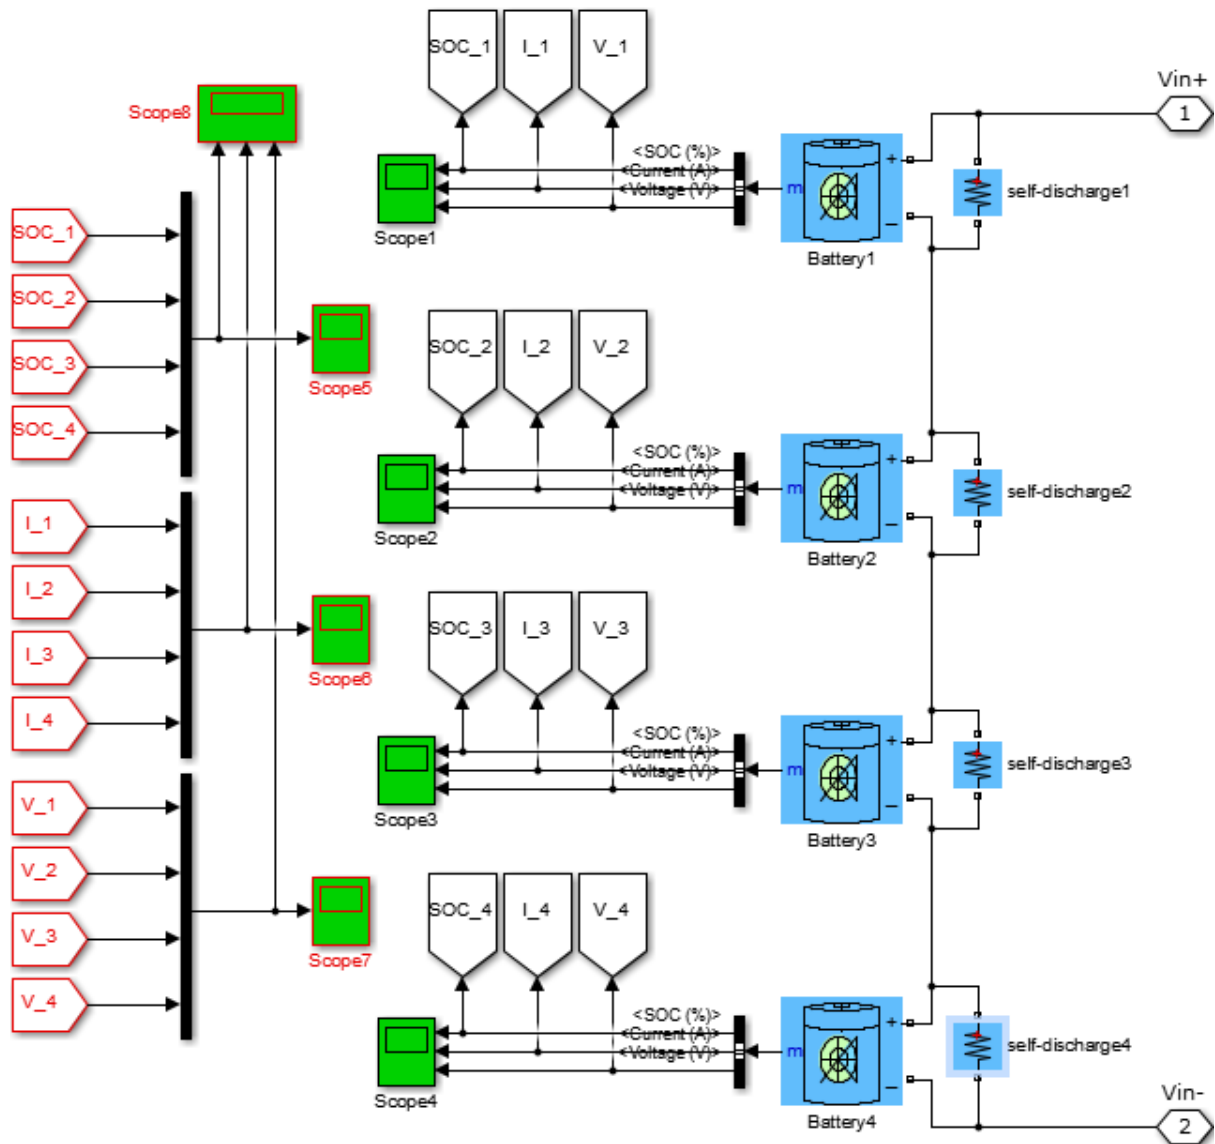 SOC_1
I_1
V_1
Vin+
1
Scope8
<SOC (%)>
<Current (A)>
<Voltage (V)>
m
+
−
Scope1
Battery1
self-discharge1
SOC_1
SOC_2
SOC_3
SOC_4
Scope5
SOC_2
I_2
V_2
<SOC (%)>
<Current (A)>
<Voltage (V)>
m
+
−
Scope2
Battery2
self-discharge2
I_1
I_2
I_3
I_4
Scope6
SOC_3
I_3
V_3
<SOC (%)>
<Current (A)>
<Voltage (V)>
m
+
−
Scope3
Battery3
self-discharge3
V_1
V_2
V_3
V_4
Scope7
SOC_4
I_4
V_4
<SOC (%)>
<Current (A)>
<Voltage (V)>
m
+
−
Scope4
Battery4
self-discharge4
Vin-
2